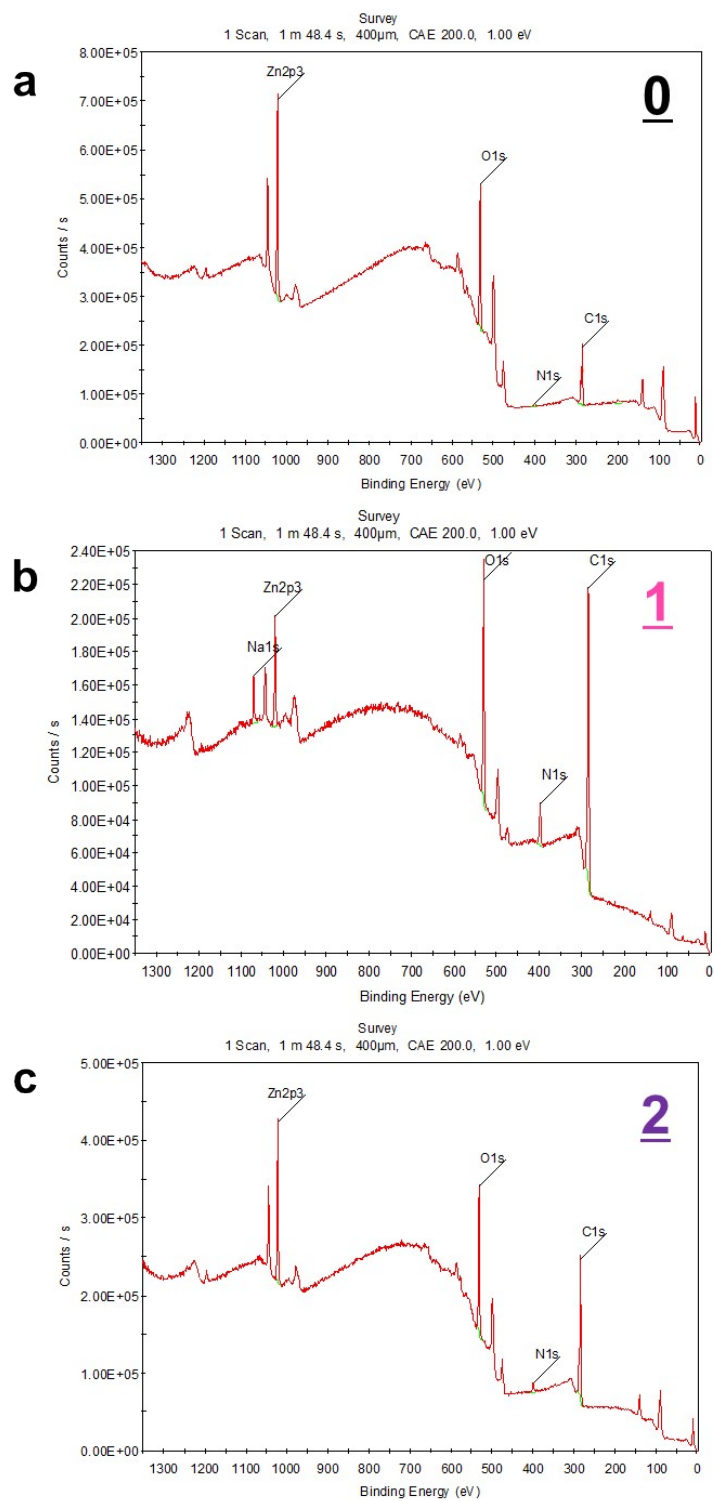 Survey
1 Scan, 1 m 48.4 s, 400µm, CAE 200.0, 1.00 eV
a
0
8.00E+05
7.00E+05
6.00E+05
5.00E+05
4.00E+05
3.00E+05
2.00E+05
1.00E+05
0.00E+00
Counts / s
Zn2p3
O1s
C1s
N1s
1300 1200 1100 1000 900 800 700 600 500 400 300 200 100 0
Binding Energy (eV)
Survey
1 Scan, 1 m 48.4 s, 400µm, CAE 200.0, 1.00 eV
b
1
2.40E+05
2.20E+05
2.00E+05
1.80E+05
1.60E+05
1.40E+05
1.20E+05
1.00E+05
8.00E+04
6.00E+04
4.00E+04
2.00E+04
0.00E+00
Counts / s
O1s
C1s
Zn2p3
Na1s
N1s
1300 1200 1100 1000 900 800 700 600 500 400 300 200 100 0
Binding Energy (eV)
Survey
1 Scan, 1 m 48.4 s, 400µm, CAE 200.0, 1.00 eV
c
2
5.00E+05
4.00E+05
3.00E+05
2.00E+05
1.00E+05
0.00E+00
Counts / s
Zn2p3
O1s
C1s
N1s
1300 1200 1100 1000 900 800 700 600 500 400 300 200 100 0
Binding Energy (eV)